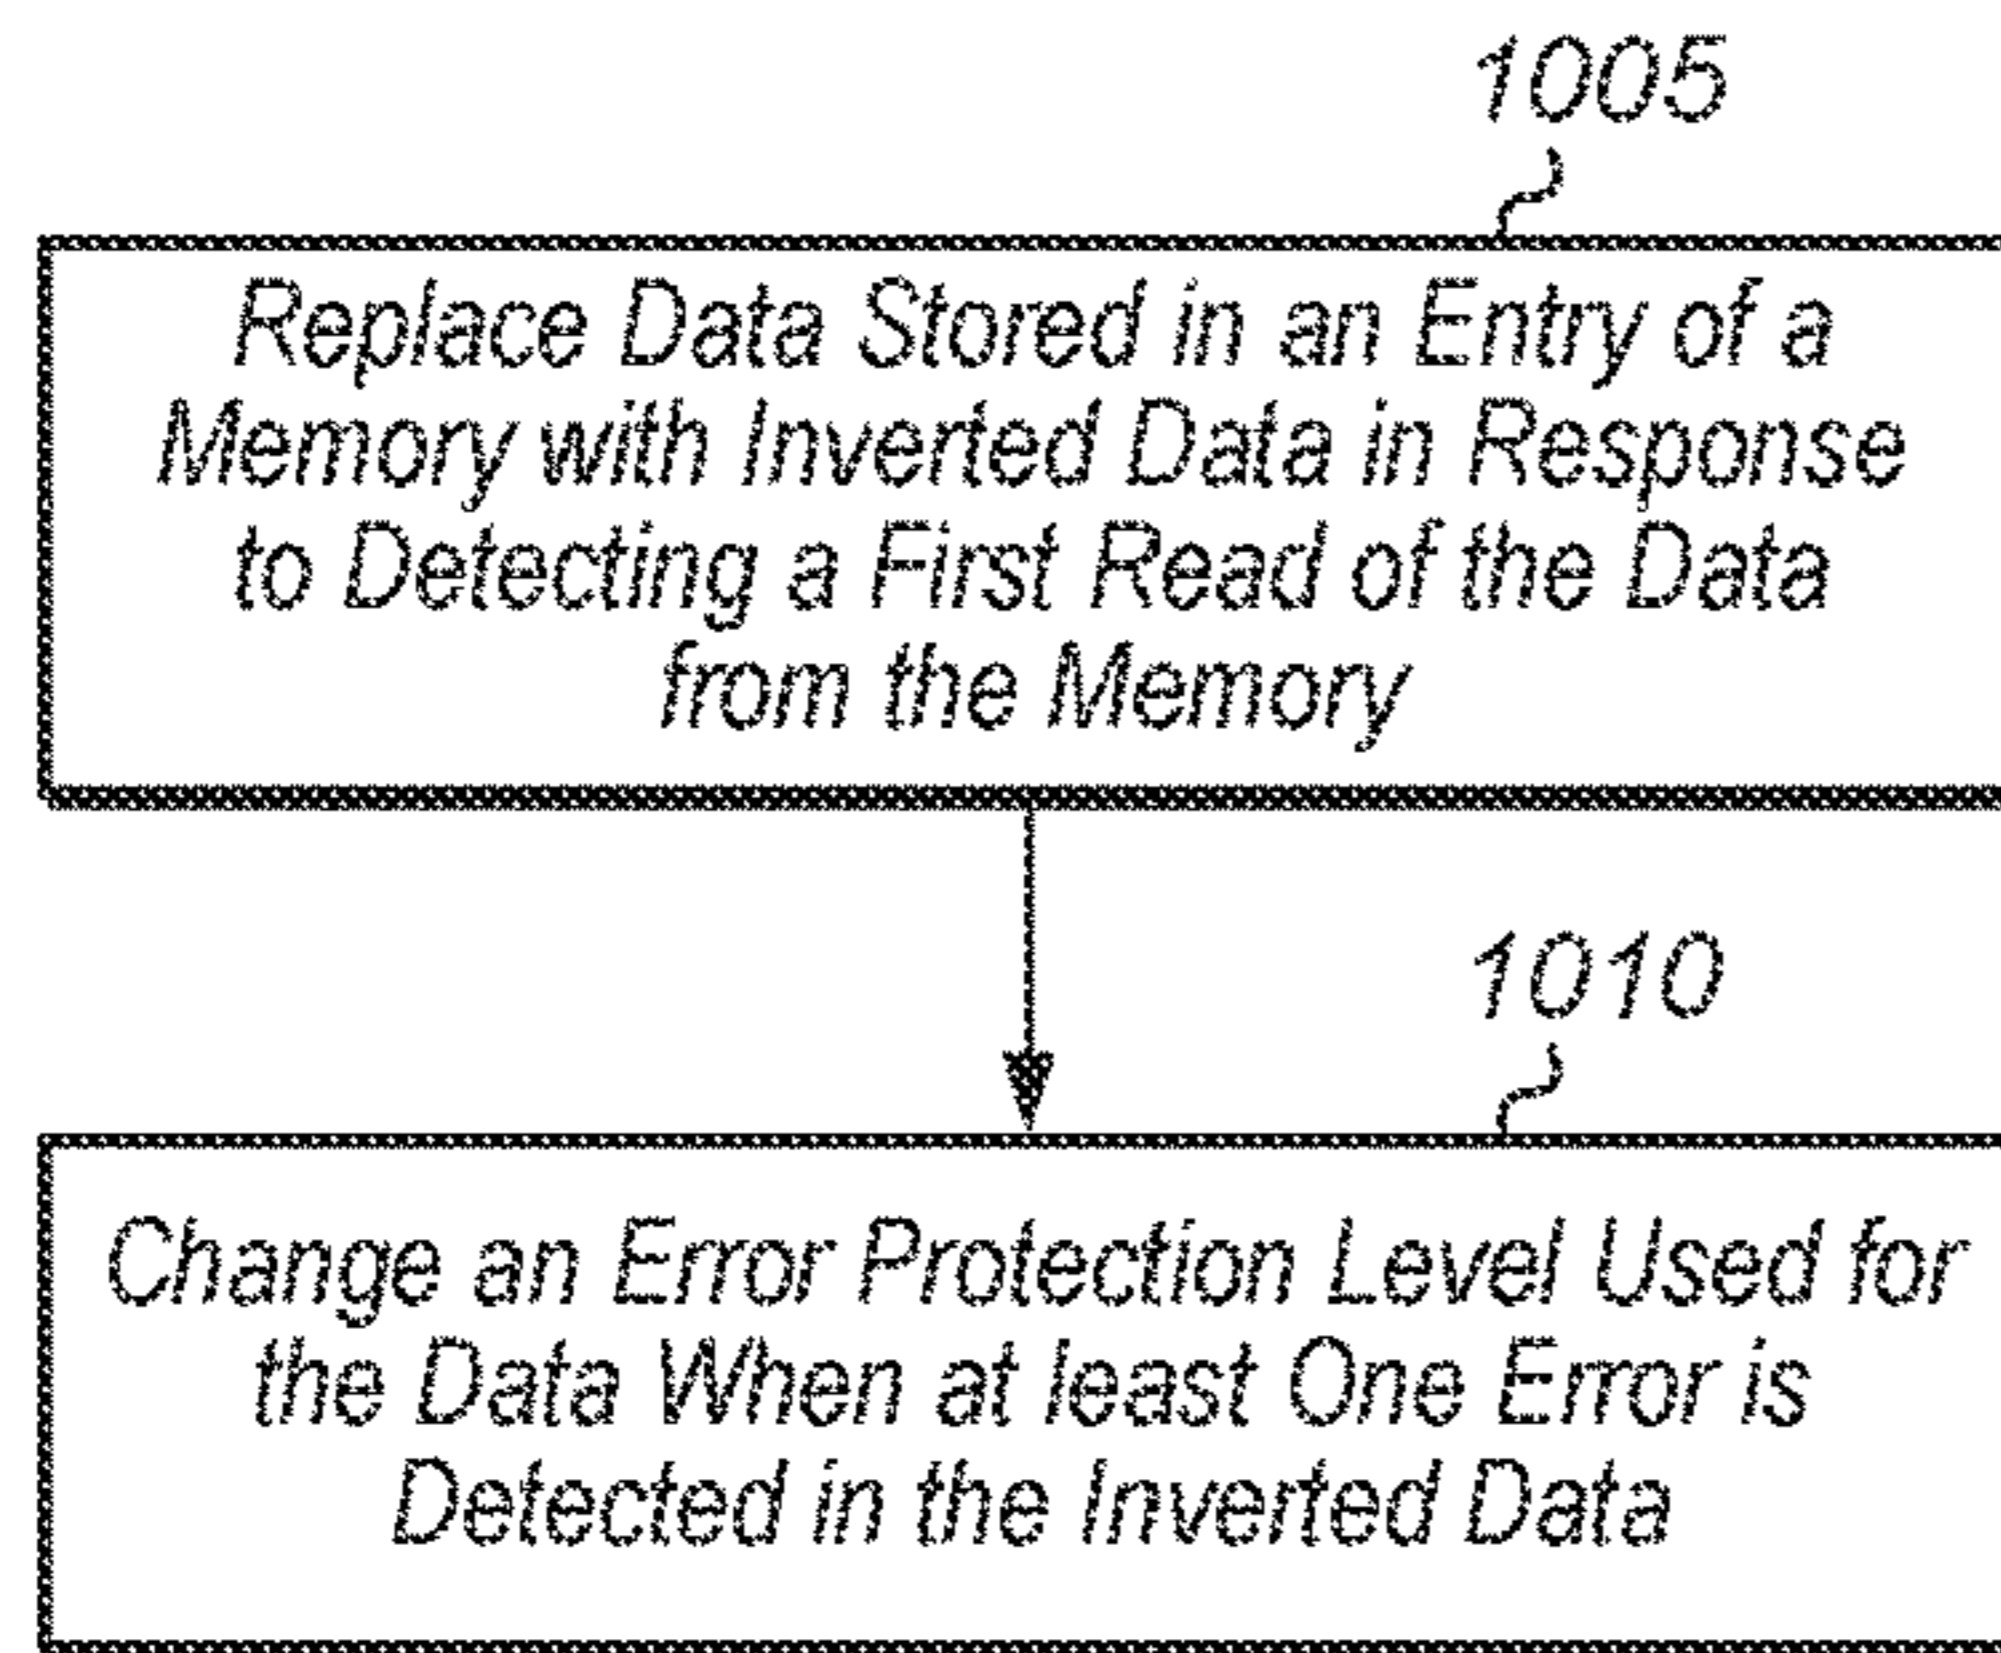 1005
Replace Data Stored in an Entry of a
Memory with Inverted Data in Response
to Detecting a First Read of the Data
from the Memory
1010
Change an Error Protection Level Used for
the Data When at least One Error is
Detected in the Inverted Data